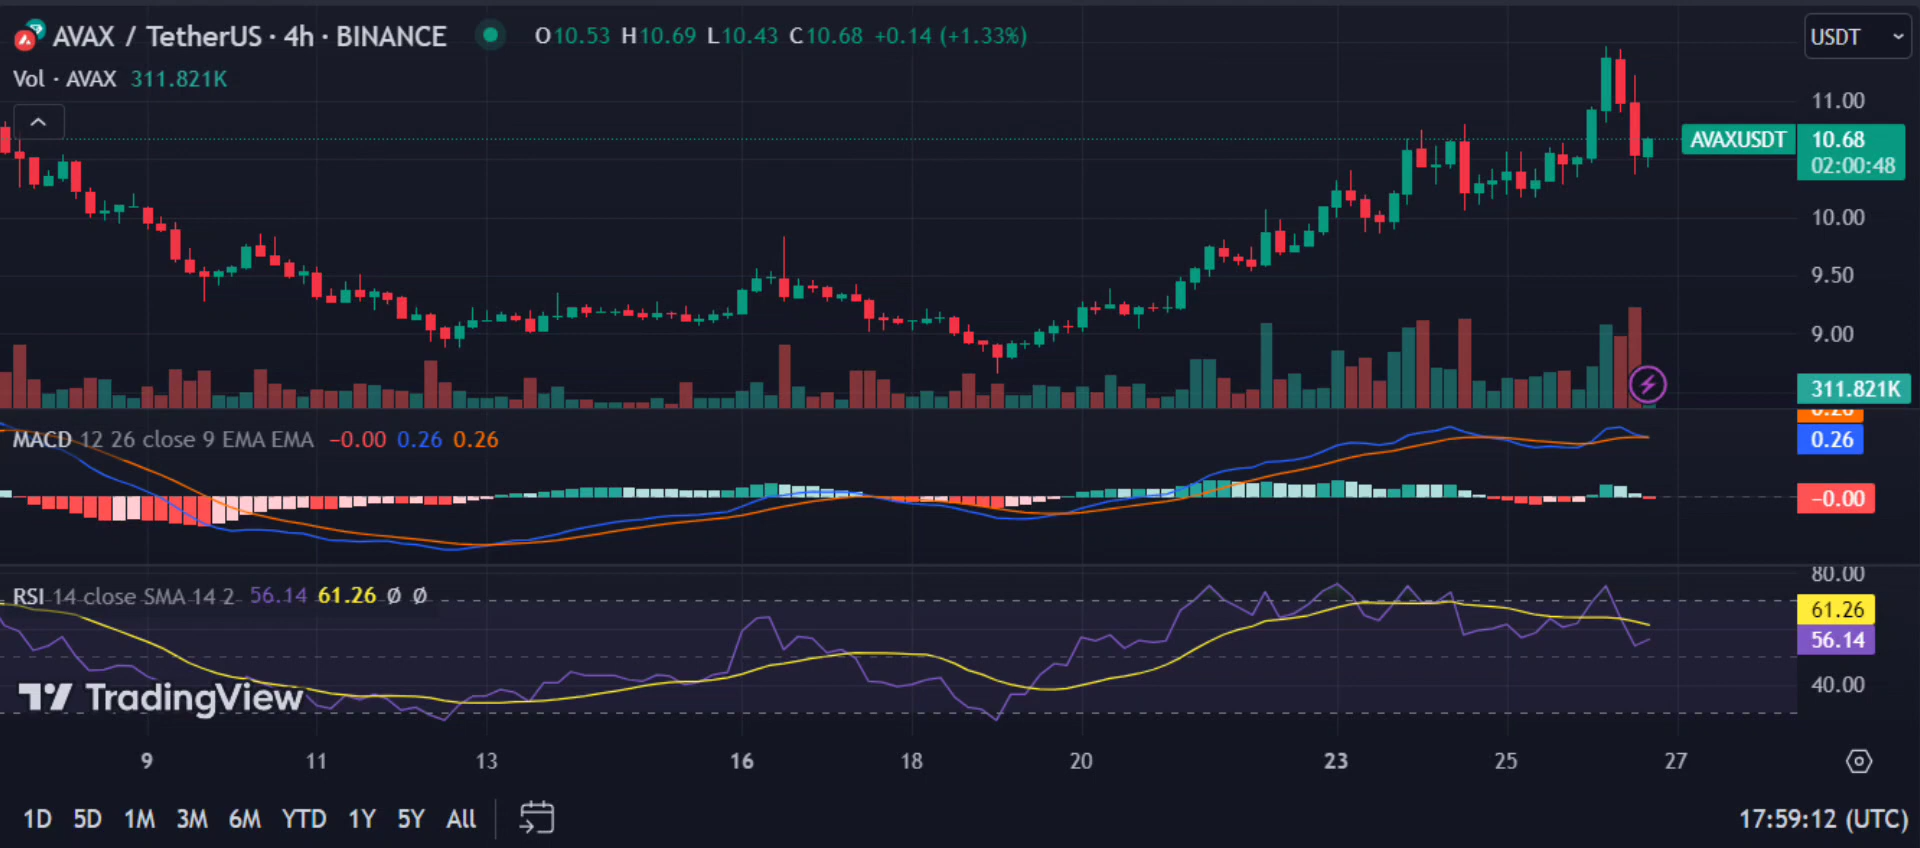 AVAX / TetherUS · 4h · BINANCE O10.53 H10.69 L10.43 C10.68 +0.14 (+1.33%)
USDT
Vol · AVAX 311.821K
11.00
AVAXUSDT 10.68
02:00:48
10.00
9.50
9.00
311.821K
MACD 12 26 close 9 EMA EMA −0.00 0.26 0.26
0.26
0.26
−0.00
80.00
RSI 14 close SMA 14 2 56.14 61.26 Ø Ø
61.26
56.14
40.00
TradingView
9 11 13 16 18 20 23 25 27
1D 5D 1M 3M 6M YTD 1Y 5Y All
17:59:12 (UTC)